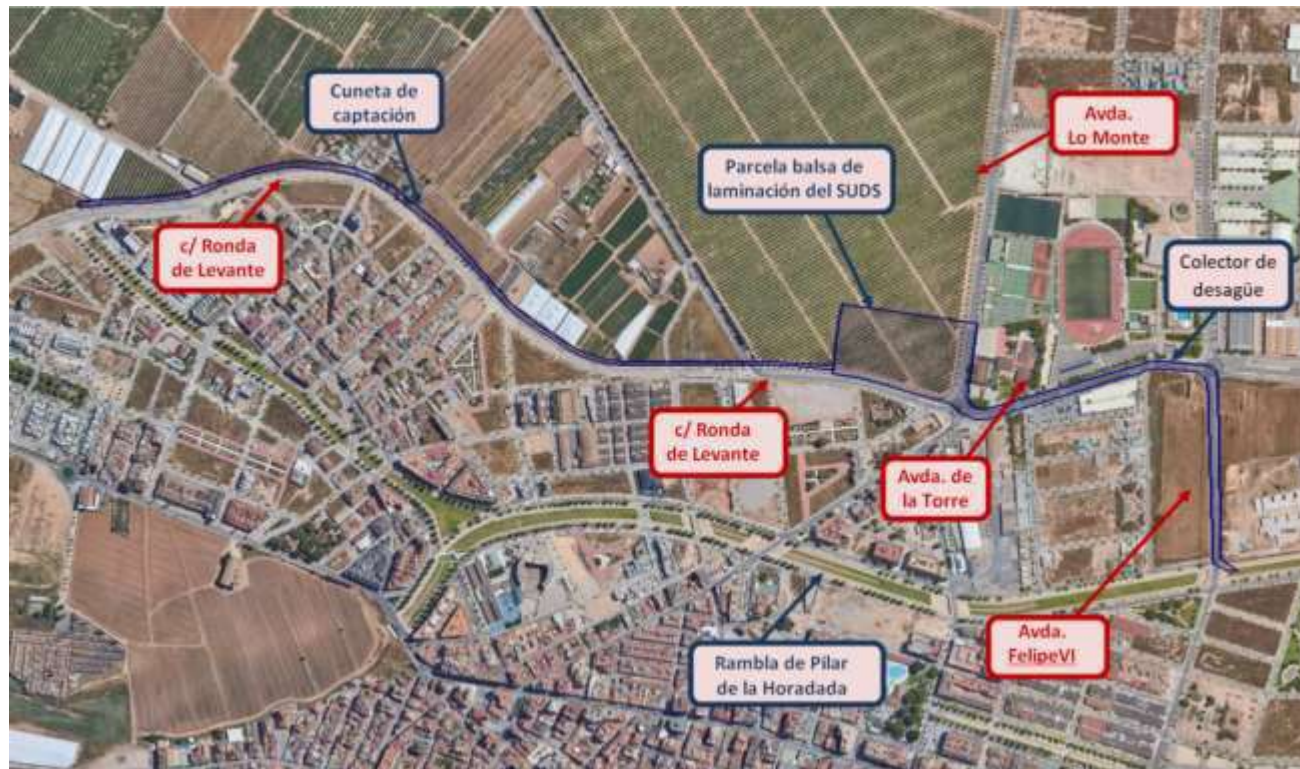 Cuneta de
captación
Avda.
Lo Monte
Parcela balsa de
laminación del SUDS
c/ Ronda
de Levante
Colector de
desagüe
c/ Ronda
de Levante
Avda. de
la Torre
Avda.
FelipeVI
Rambla de Pilar
de la Horadada